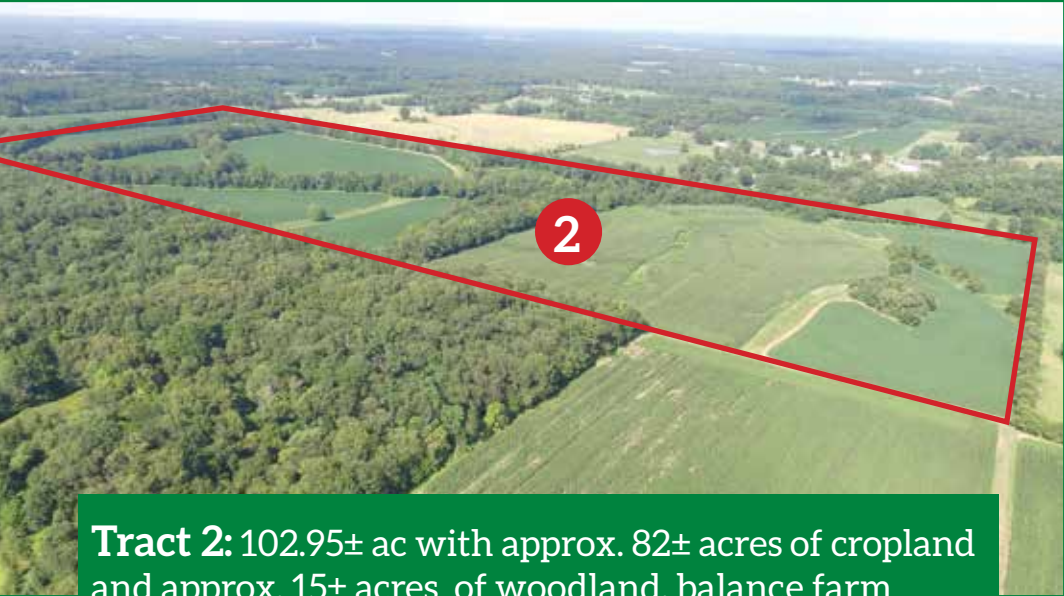 2
Tract 2: 102.95± ac with approx. 82± acres of cropland
and approx. 15± acres, of woodland, balance farm